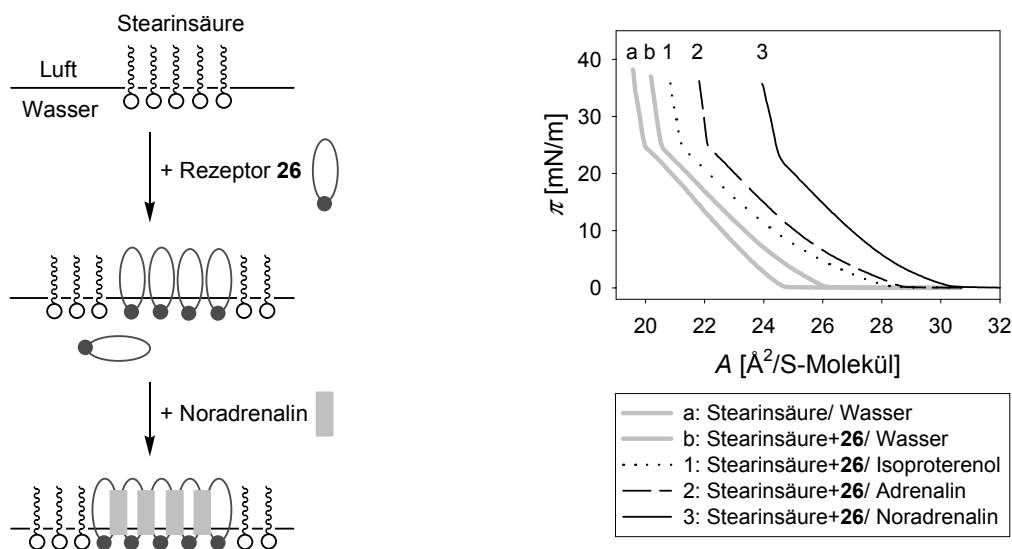 Stearinsäure
Luft
Wasser
+ Rezeptor 26
+ Noradrenalin
a b 1 2 3
40
30
20
10
0
π [mN/m]
20 22 24 26 28 30 32
A [Å²/S-Molekül]
a: Stearinsäure/ Wasser
b: Stearinsäure+26/ Wasser
1: Stearinsäure+26/ Isoproterenol
2: Stearinsäure+26/ Adrenalin
3: Stearinsäure+26/ Noradrenalin